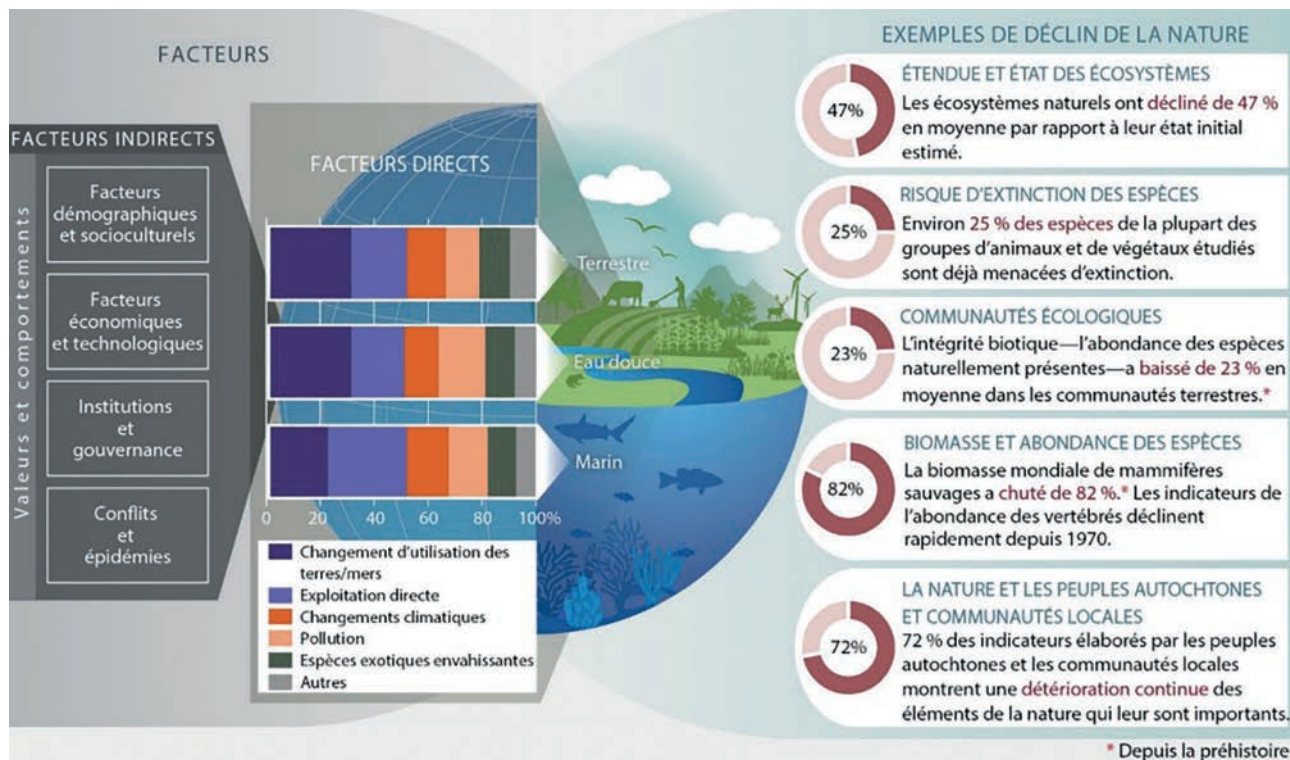 FACTEURS
FACTEURS INDIRECTS
Valeurs et comportements
Facteurs
démographiques
et socioculturels
Facteurs
économiques
et technologiques
Institutions
et
gouvernance
Conflits
et
épidémies
FACTEURS DIRECTS
Terrestre
Eau douce
Marin
0 20 40 60 80 100%
Changement d'utilisation des
terres/mers
Exploitation directe
Changements climatiques
Pollution
Espèces exotiques envahissantes
Autres
EXEMPLES DE DÉCLIN DE LA NATURE
47%
ÉTENDUE ET ÉTAT DES ÉCOSYSTÈMES
Les écosystèmes naturels ont décliné de 47 %
en moyenne par rapport à leur état initial
estimé.
25%
RISQUE D'EXTINCTION DES ESPÈCES
Environ 25 % des espèces de la plupart des
groupes d'animaux et de végétaux étudiés
sont déjà menacées d'extinction.
23%
COMMUNAUTÉS ÉCOLOGIQUES
L'intégrité biotique—l'abondance des espèces
naturellement présentes—a baissé de 23 % en
moyenne dans les communautés terrestres.*
82%
BIOMASSE ET ABONDANCE DES ESPÈCES
La biomasse mondiale de mammifères
sauvages a chuté de 82 %.* Les indicateurs de
l'abondance des vertébrés déclinent
rapidement depuis 1970.
72%
LA NATURE ET LES PEUPLES AUTOCHTONES
ET COMMUNAUTÉS LOCALES
72 % des indicateurs élaborés par les peuples
autochtones et les communautés locales
montrent une détérioration continue des
éléments de la nature qui leur sont importants.
* Depuis la préhistoire